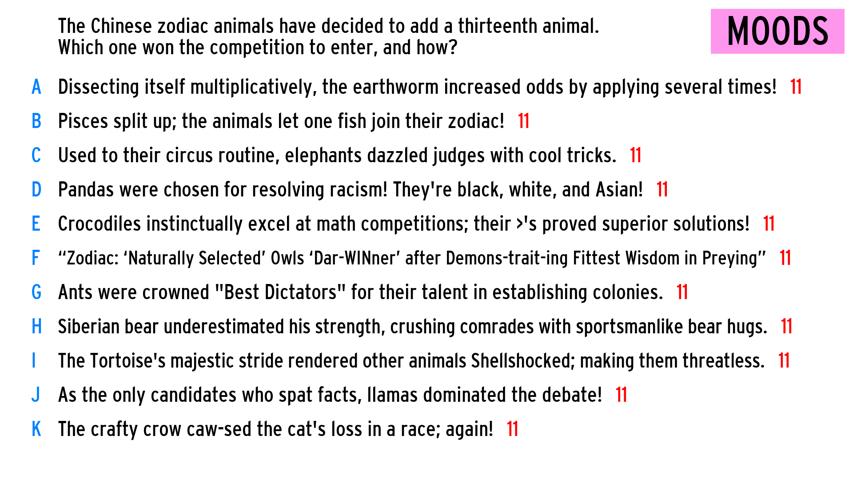 The Chinese zodiac animals have decided to add a thirteenth animal.
Which one won the competition to enter, and how?
MOODS
A Dissecting itself multiplicatively, the earthworm increased odds by applying several times! 11
B Pisces split up; the animals let one fish join their zodiac! 11
C Used to their circus routine, elephants dazzled judges with cool tricks. 11
D Pandas were chosen for resolving racism! They're black, white, and Asian! 11
E Crocodiles instinctually excel at math competitions; their >'s proved superior solutions! 11
F “Zodiac: ‘Naturally Selected’ Owls ‘Dar-WINner’ after Demons-trait-ing Fittest Wisdom in Preying” 11
G Ants were crowned "Best Dictators" for their talent in establishing colonies. 11
H Siberian bear underestimated his strength, crushing comrades with sportsmanlike bear hugs. 11
I The Tortoise's majestic stride rendered other animals Shellshocked; making them threatless. 11
J As the only candidates who spat facts, llamas dominated the debate! 11
K The crafty crow caw-sed the cat's loss in a race; again! 11